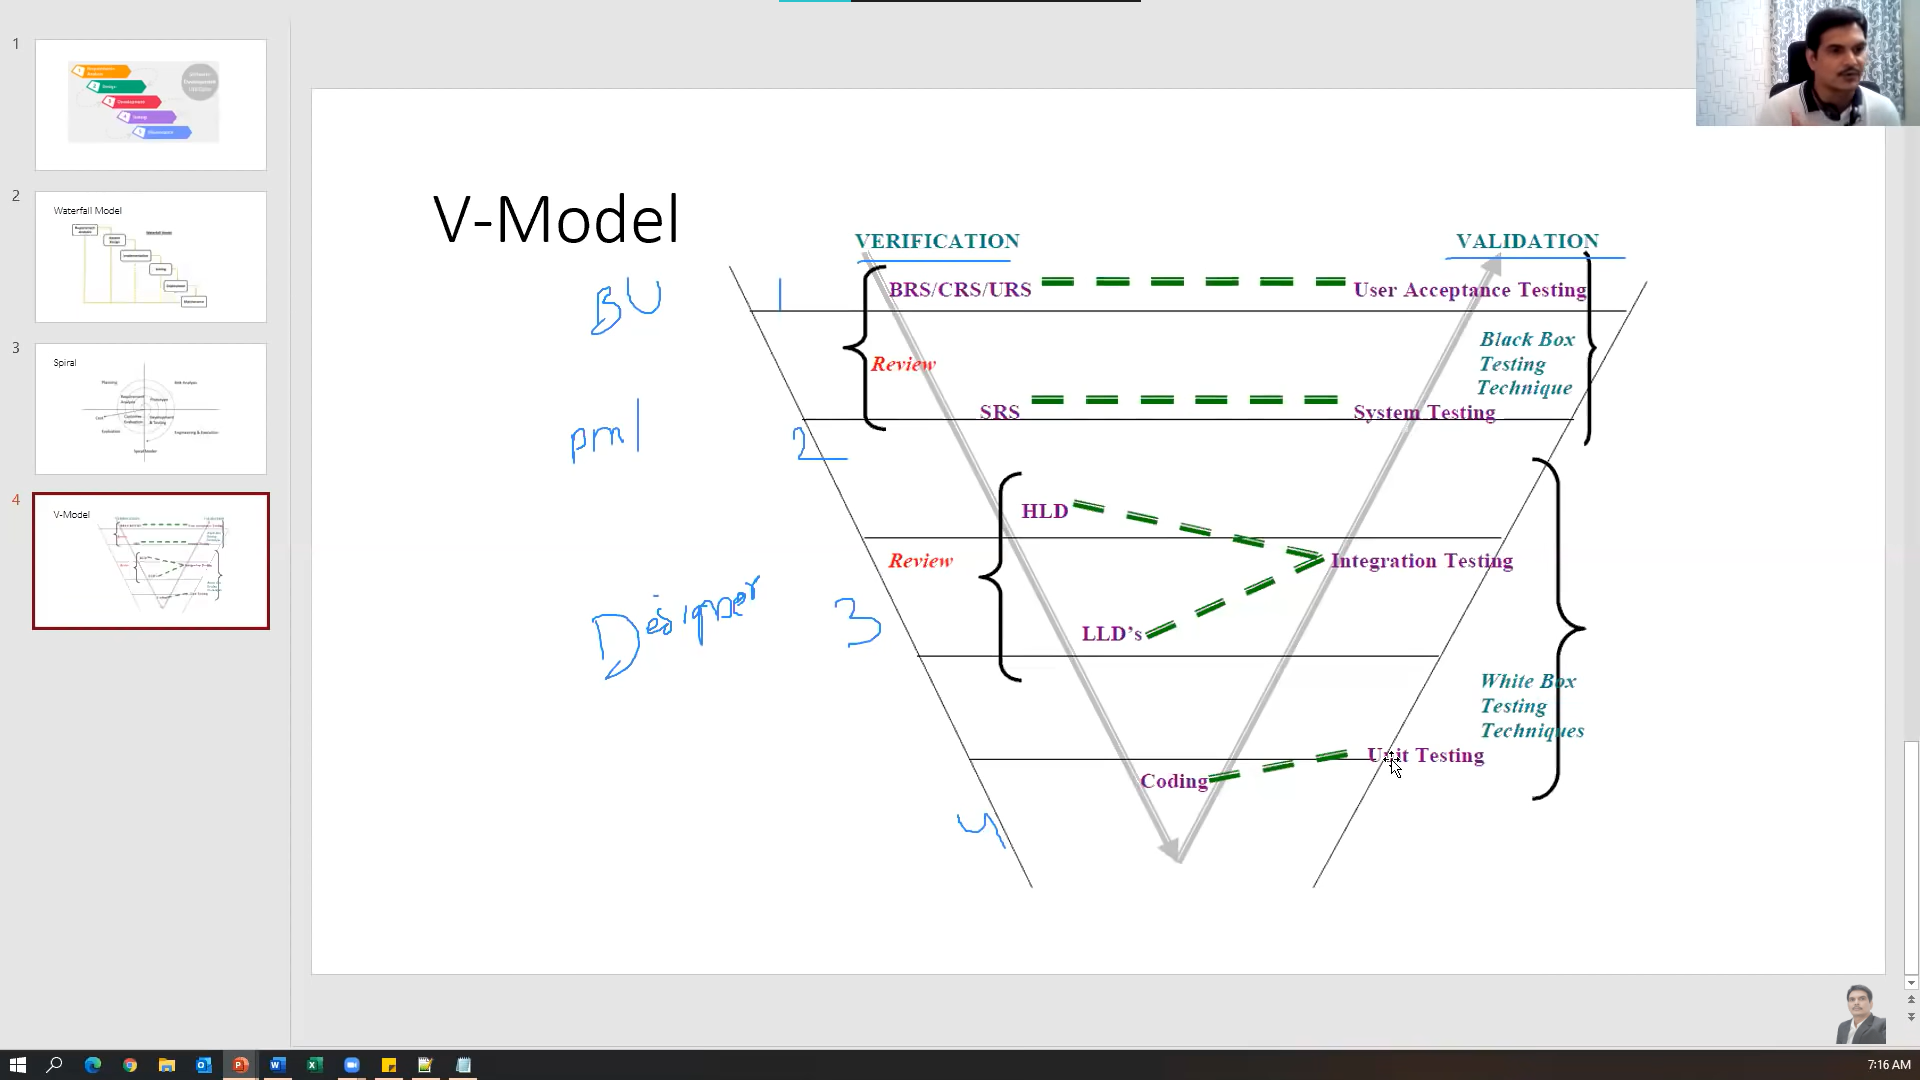 1
2
Waterfall Model
3
Spiral
4
V-Model
V-Model
VERIFICATION
VALIDATION
BU
1
BRS/CRS/URS
User Acceptance Testing
Review
Black Box
Testing
Technique
pm
2
SRS
System Testing
HLD
Review
Integration Testing
Designer
3
LLD's
White Box
Testing
Techniques
Unit Testing
Coding
4
7:16 AM